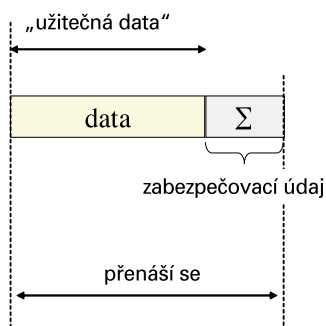 „užitečná data“
data Σ
zabezpečovací údaj
přenáší se